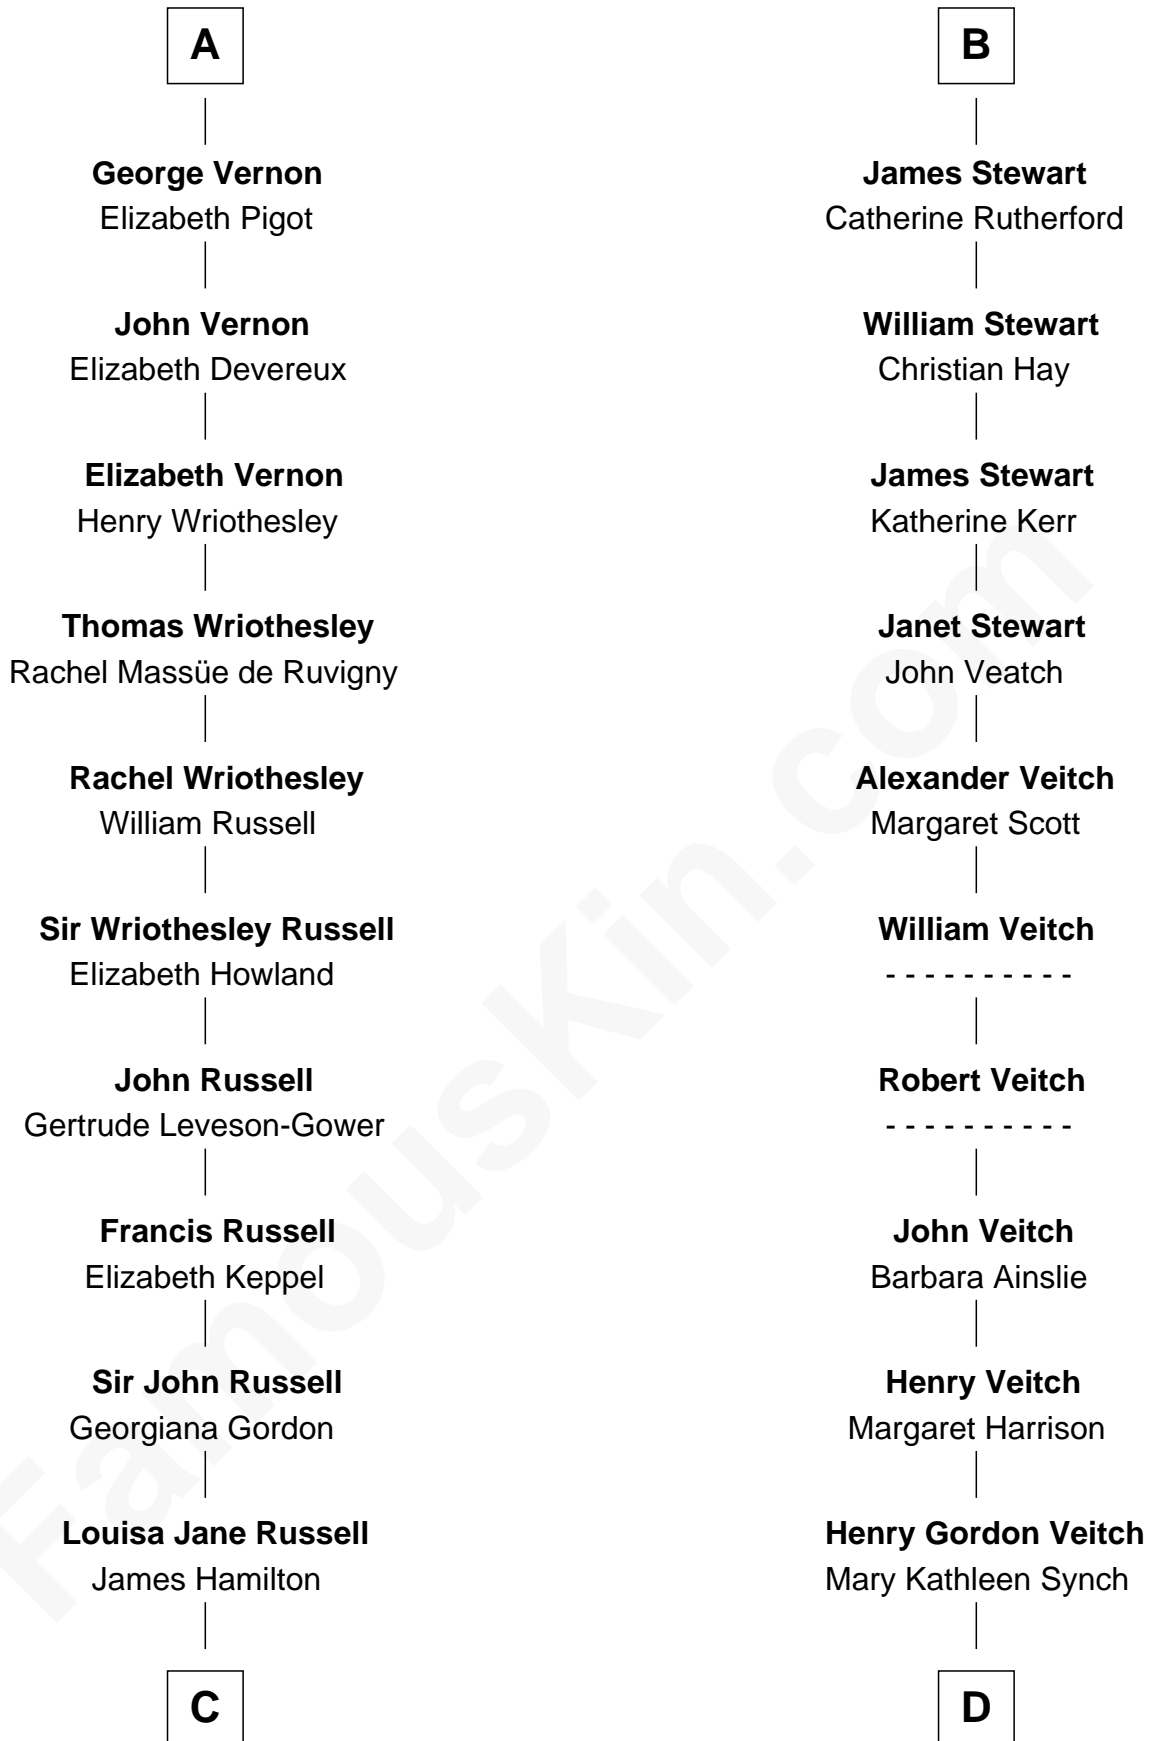 A
George Vernon
Elizabeth Pigot
John Vernon
Elizabeth Devereux
Elizabeth Vernon
Henry Wriothesley
Thomas Wriothesley
Rachel Massüe de Ruvigny
Rachel Wriothesley
William Russell
Sir Wriothesley Russell
Elizabeth Howland
John Russell
Gertrude Leveson-Gower
Francis Russell
Elizabeth Keppel
Sir John Russell
Georgiana Gordon
Louisa Jane Russell
James Hamilton
C
B
James Stewart
Catherine Rutherford
William Stewart
Christian Hay
James Stewart
Katherine Kerr
Janet Stewart
John Veatch
Alexander Veitch
Margaret Scott
William Veitch
- - - - - - - - - -
Robert Veitch
- - - - - - - - - -
John Veitch
Barbara Ainslie
Henry Veitch
Margaret Harrison
Henry Gordon Veitch
Mary Kathleen Synch
D
FamousKin.com